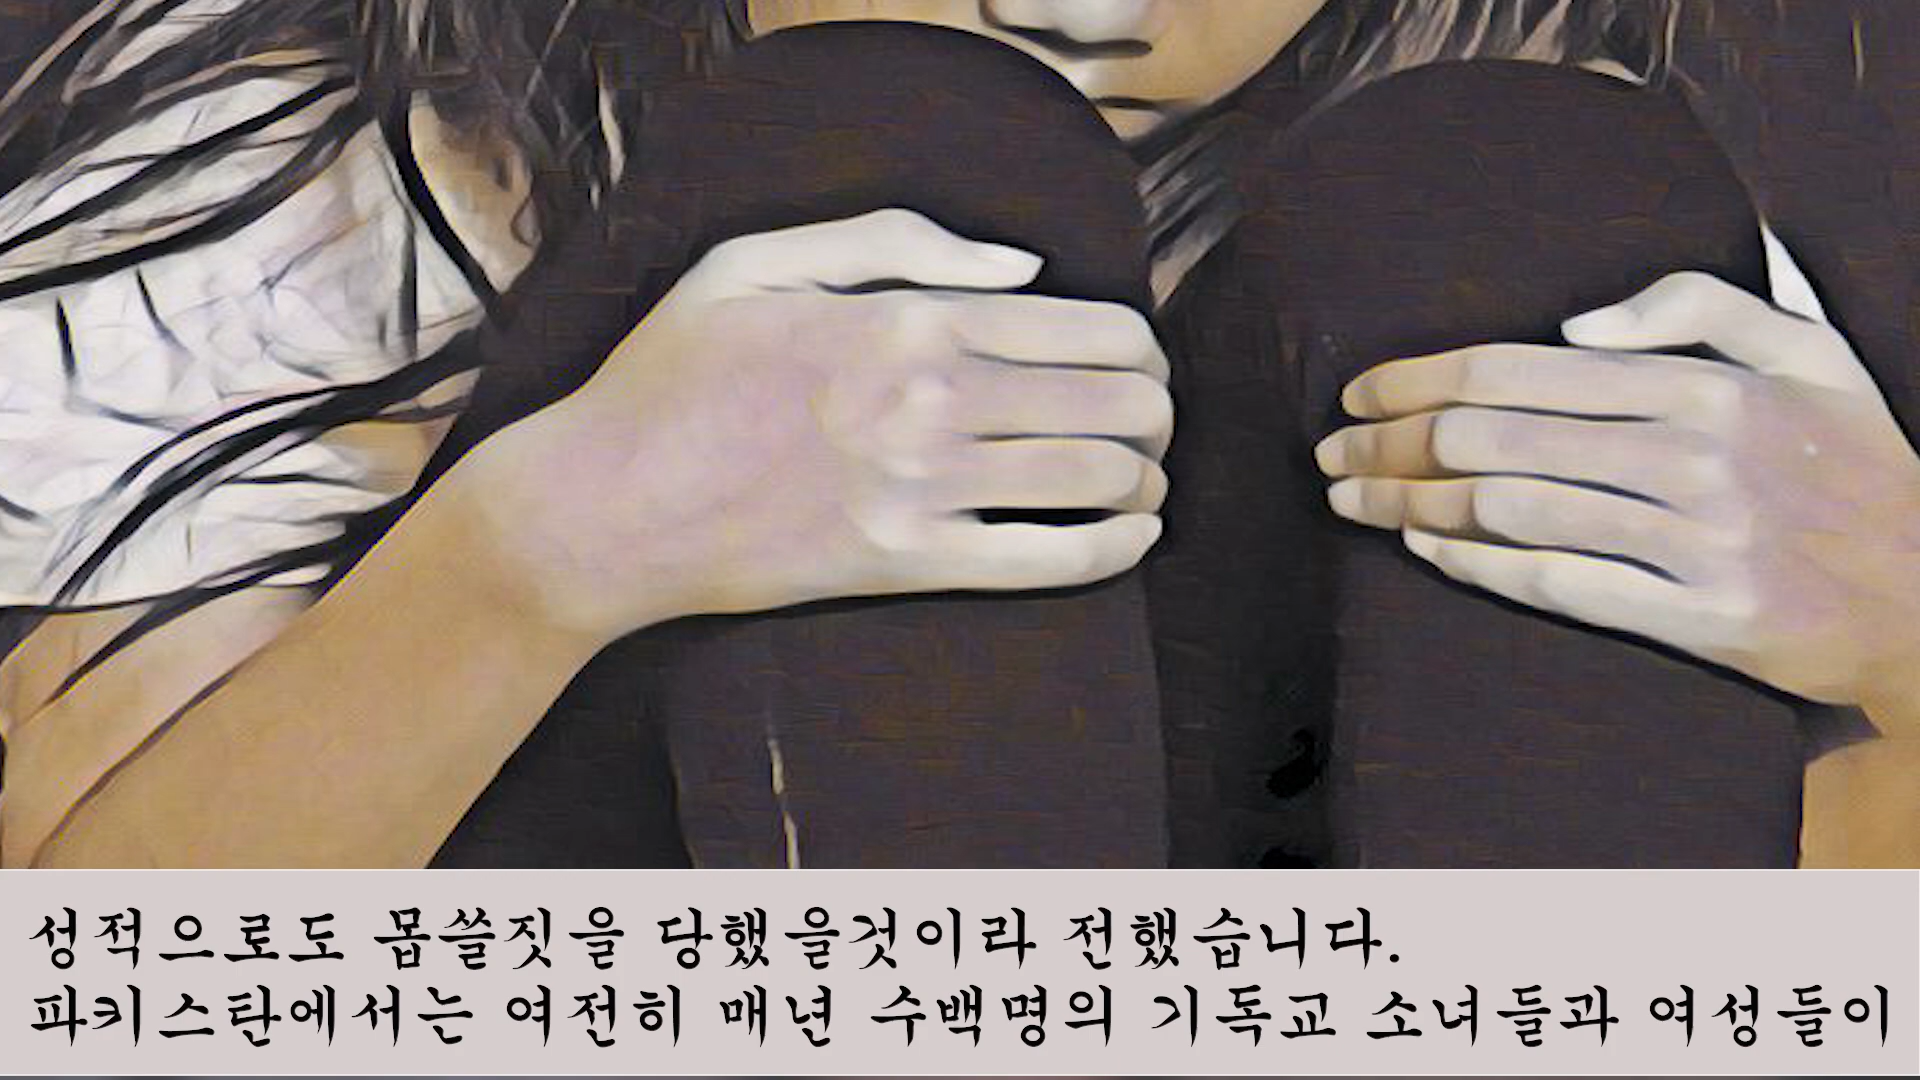 성적으로도 몹쓸짓을 당했을것이라 전했습니다.
파키스탄에서는 여전히 매년 수백명의 기독교 소녀들과 여성들이